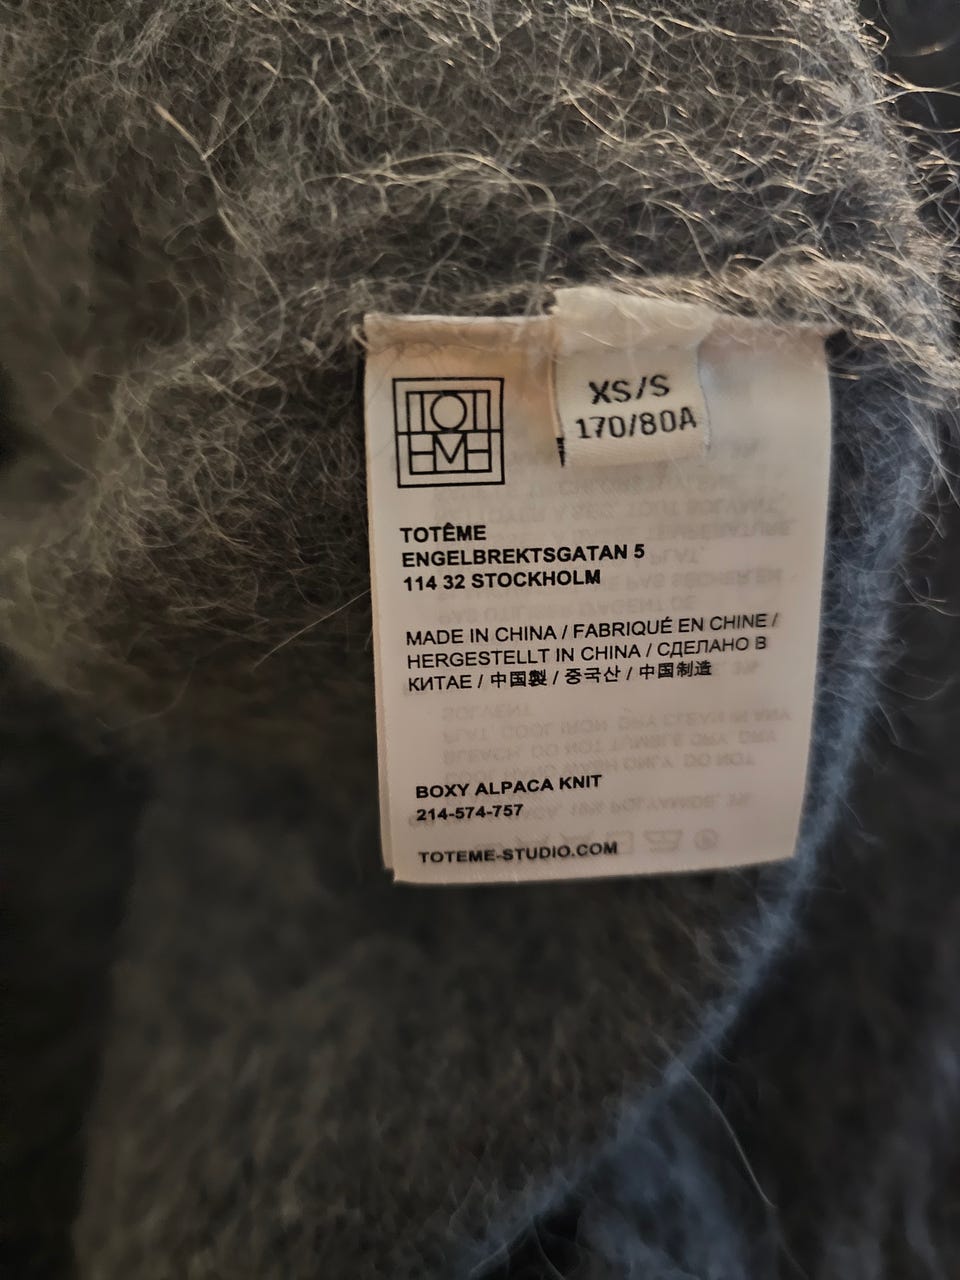 TOTÊME
XS/S
170/80A
TOTÊME
ENGELBREKTSGATAN 5
114 32 STOCKHOLM
MADE IN CHINA / FABRIQUÉ EN CHINE /
HERGESTELLT IN CHINA / СДЕЛАНО В
КИТАЕ / 中国製 / 중국산 / 中国制造
BOXY ALPACA KNIT
214-574-757
TOTEME-STUDIO.COM